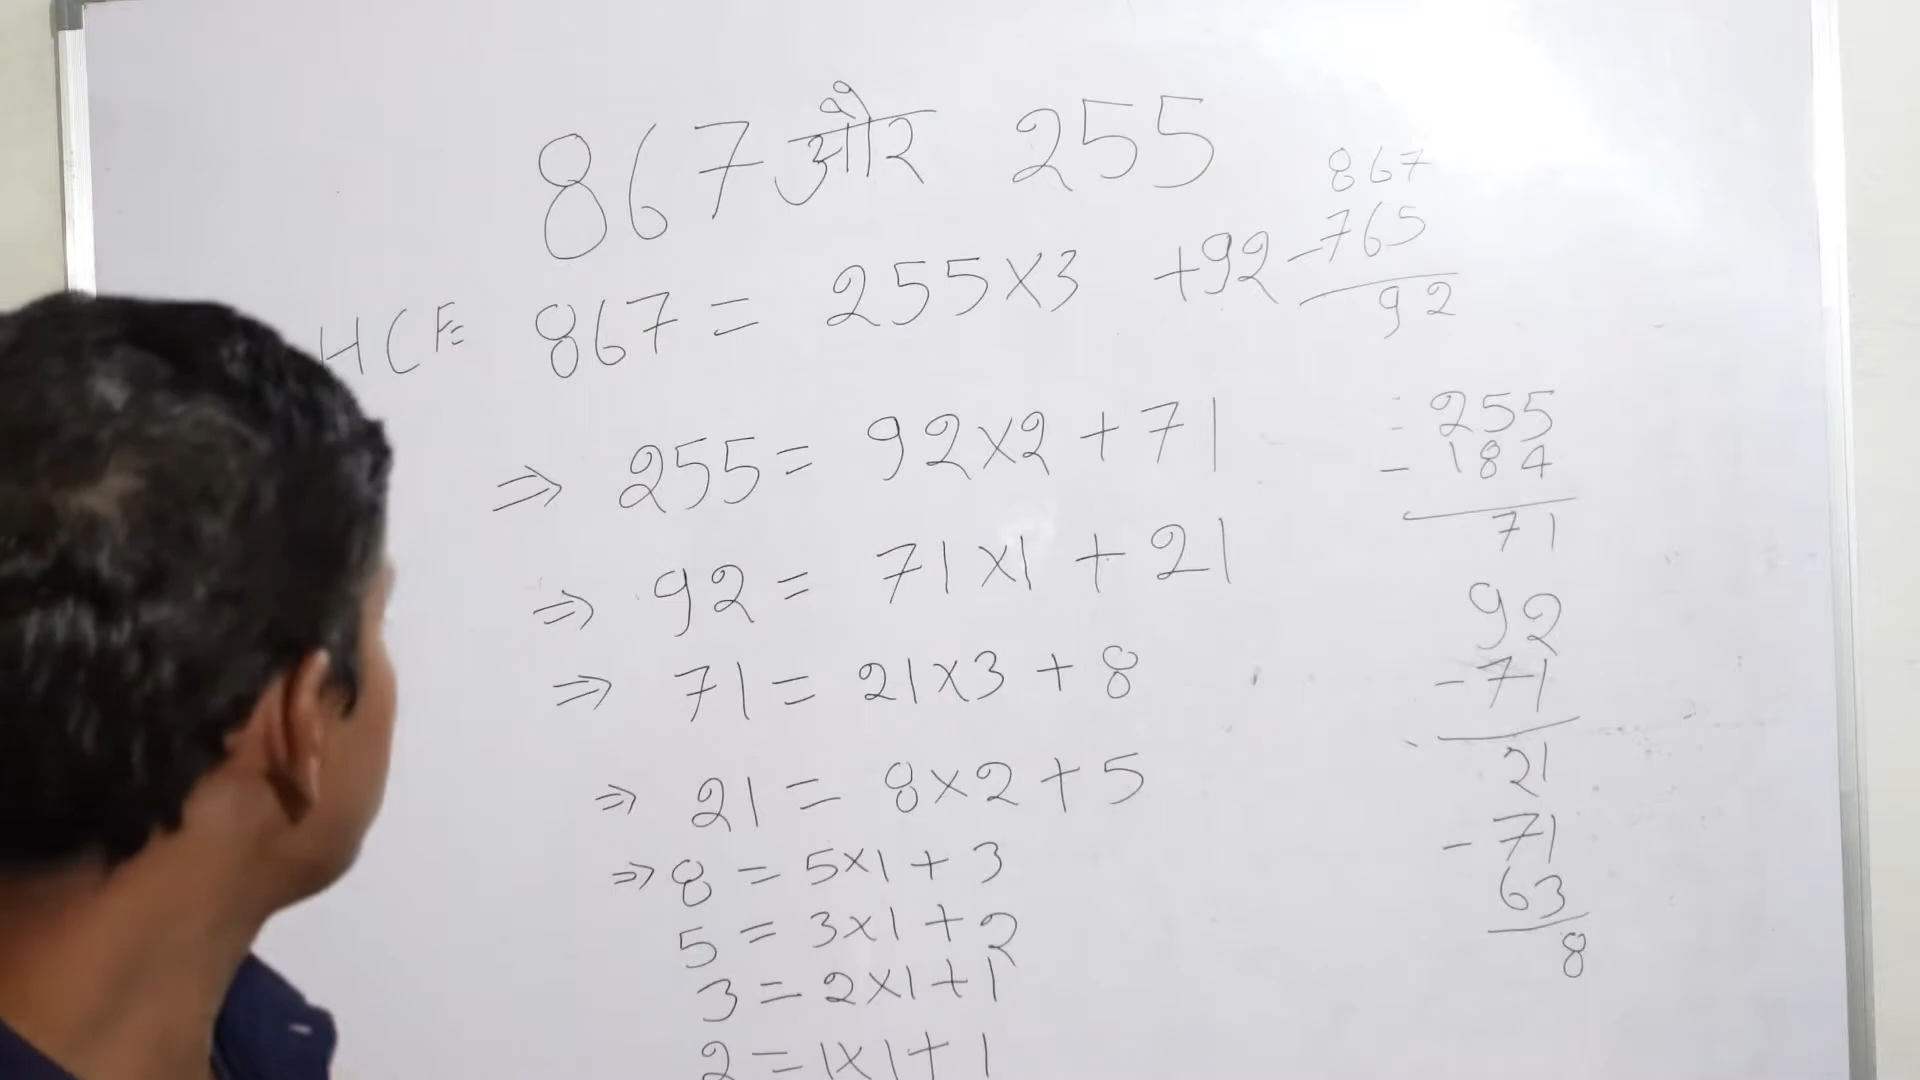 867 और 255
HCF= 867 = 255×3 +92
⇒ 255= 92×2+71
⇒ 92= 71×1 + 21
⇒ 71= 21×3 + 8
⇒ 21= 8×2+5
⇒ 8 = 5×1+ 3
5 = 3×1+2
3 = 2×1+1
2 = 1×1+ 1
867
-765
92
= 255
- 184
71
92
-71
21
- 71
63
8